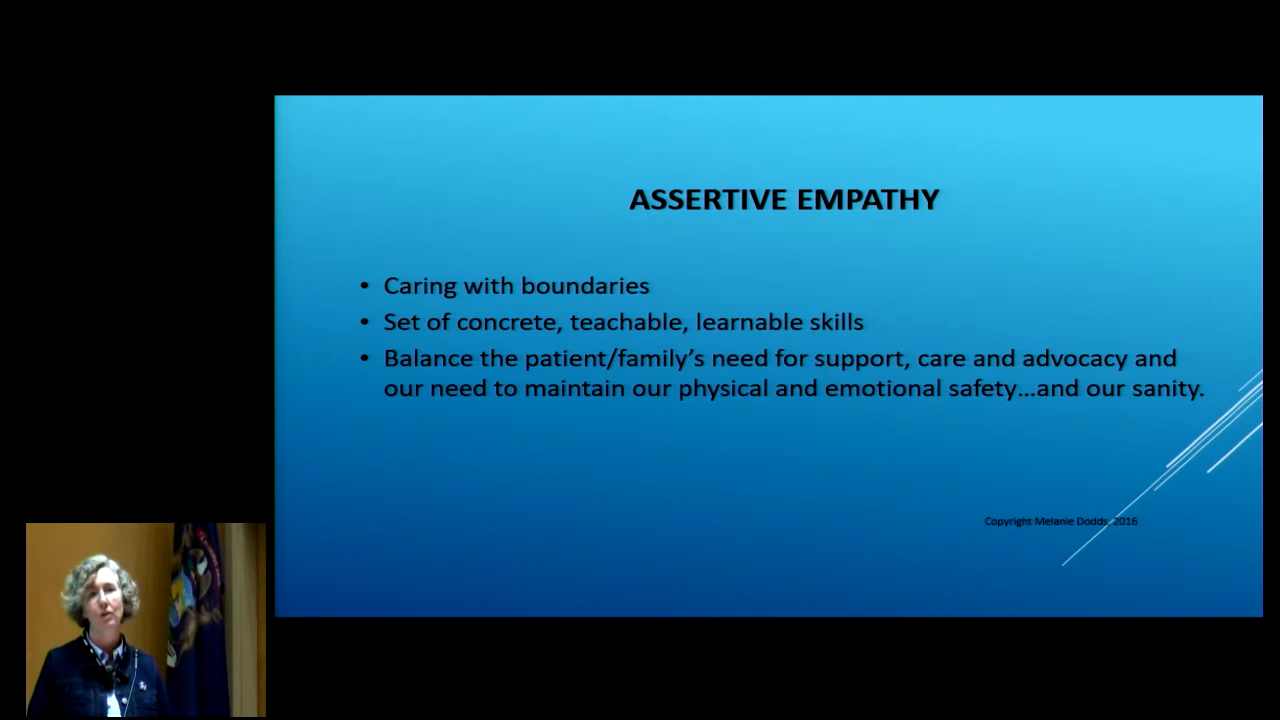 ASSERTIVE EMPATHY
• Caring with boundaries
• Set of concrete, teachable, learnable skills
• Balance the patient/family’s need for support, care and advocacy and
our need to maintain our physical and emotional safety…and our sanity.
Copyright Melanie Dodds, 2016